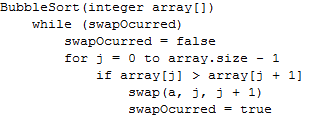 BubbleSort(integer array[])
    while (swapOcurred)
        swapOcurred = false
        for j = 0 to array.size - 1
            if array[j] > array[j + 1]
                swap(a, j, j + 1)
                swapOcurred = true